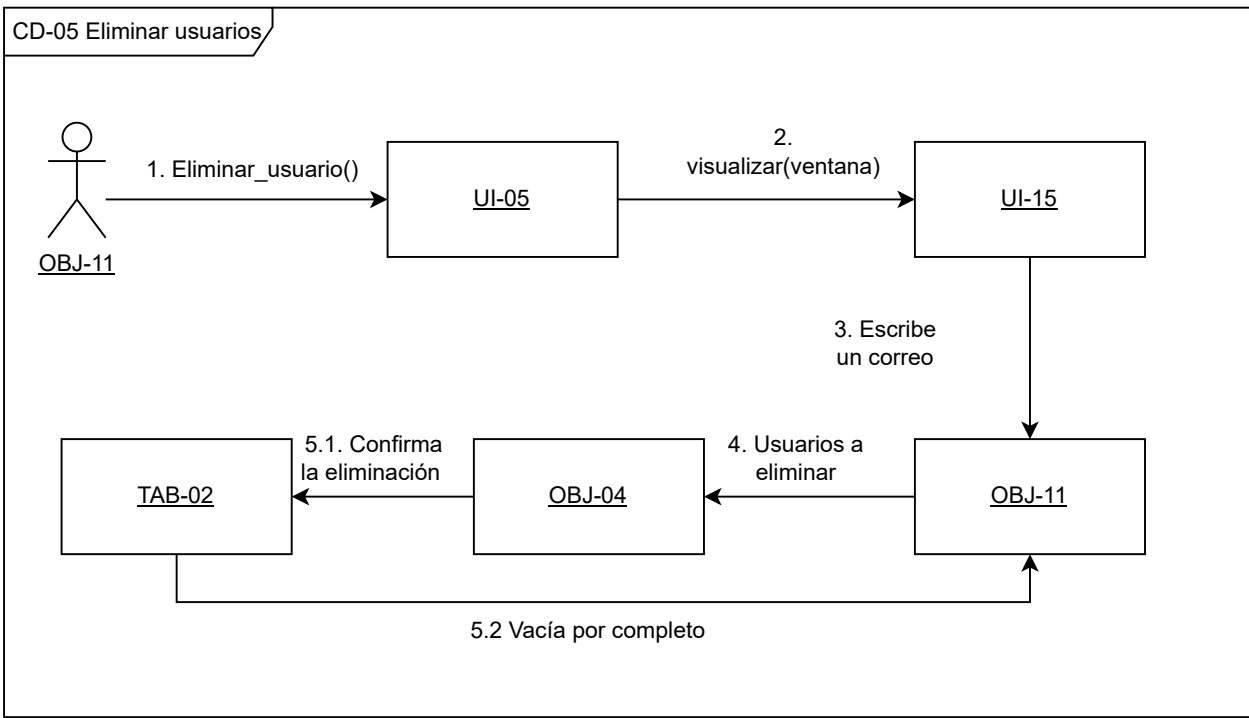 CD-05 Eliminar usuarios
1. Eliminar_usuario()
OBJ-11
UI-05
2.
visualizar(ventana)
UI-15
3. Escribe
un correo
OBJ-11
4. Usuarios a
eliminar
OBJ-04
5.1. Confirma
la eliminación
TAB-02
5.2 Vacía por completo